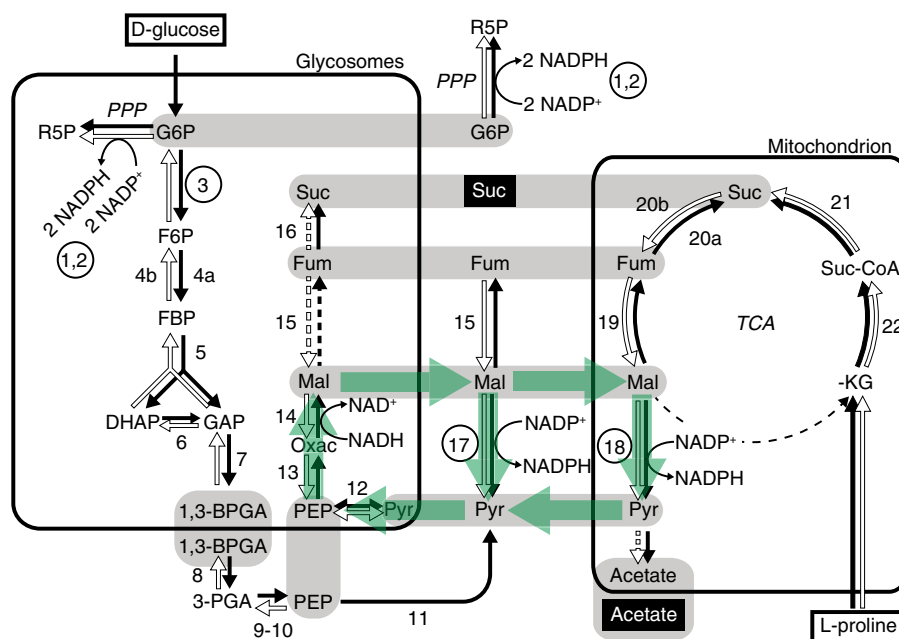 D-glucose
R5P
Glycosomes
PPP
2 NADPH
2 NADP+
1,2
G6P
Mitochondrion
PPP
R5P
G6P
2 NADPH
2 NADP+
1,2
3
F6P
4b
4a
FBP
5
DHAP
GAP
6
7
1,3-BPGA
1,3-BPGA
8
3-PGA
9-10
PEP
11
Suc
Suc
Suc
16
20b
20a
21
Fum
Fum
Fum
Suc-CoA
15
15
19
TCA
22
Mal
Mal
Mal
-KG
14
NAD+
NADH
Oxac
13
17
NADP+
NADPH
18
NADP+
NADPH
12
PEP
Pyr
Pyr
Pyr
Acetate
Acetate
L-proline